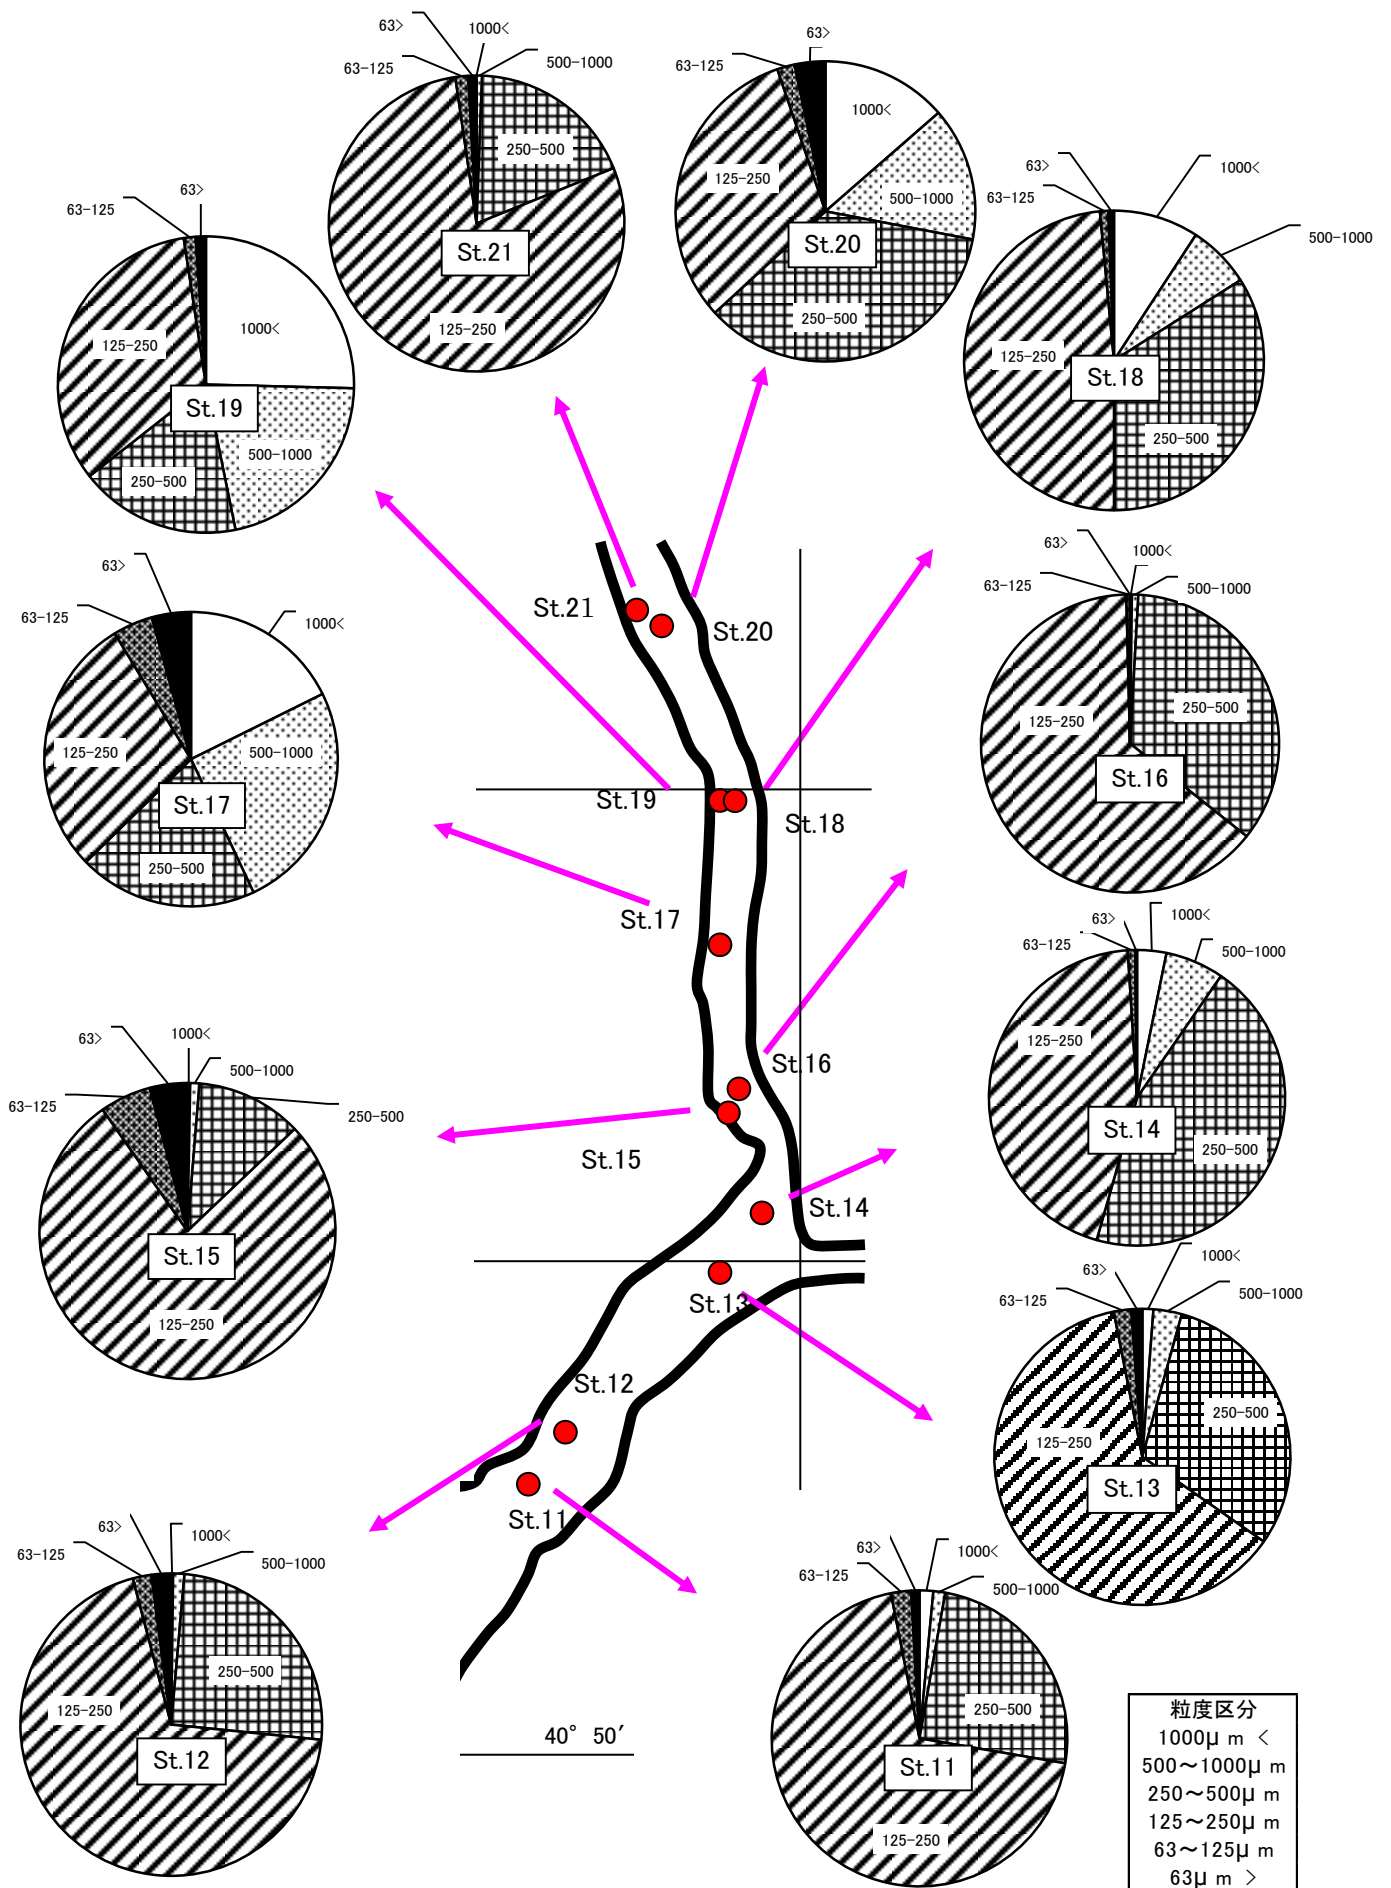 63>
1000<
500-1000
63-125
250-500
125-250
St.21
63>
63-125
1000<
500-1000
125-250
250-500
St.20
63>
63-125
1000<
500-1000
125-250
250-500
St.18
63>
63-125
1000<
125-250
500-1000
250-500
St.19
63>
63-125
1000<
125-250
500-1000
250-500
St.17
63>
1000<
63-125
500-1000
250-500
125-250
St.16
St.21
St.20
St.19
St.18
St.17
St.16
St.15
St.14
St.13
St.12
St.11
63>
1000<
63-125
500-1000
125-250
250-500
St.14
63>
1000<
500-1000
63-125
250-500
St.15
125-250
63>
1000<
63-125
500-1000
250-500
125-250
St.13
63>
1000<
63-125
500-1000
250-500
125-250
St.12
63>
1000<
63-125
500-1000
250-500
St.11
125-250
40° 50′
粒度区分
1000μ m <
500～1000μ m
250～500μ m
125～250μ m
63～125μ m
63μ m >